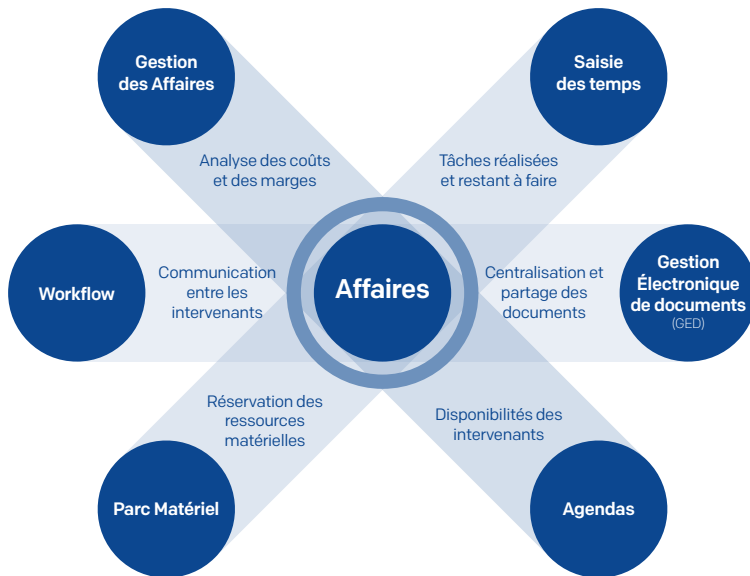 Gestion
des Affaires
Saisie
des temps
Analyse des coûts
et des marges
Tâches réalisées
et restant à faire
Workflow
Communication
entre les
intervenants
Affaires
Centralisation et
partage des
documents
Gestion
Électronique
de documents
(GED)
Réservation des
ressources
matérielles
Disponibilités des
intervenants
Parc Matériel
Agendas